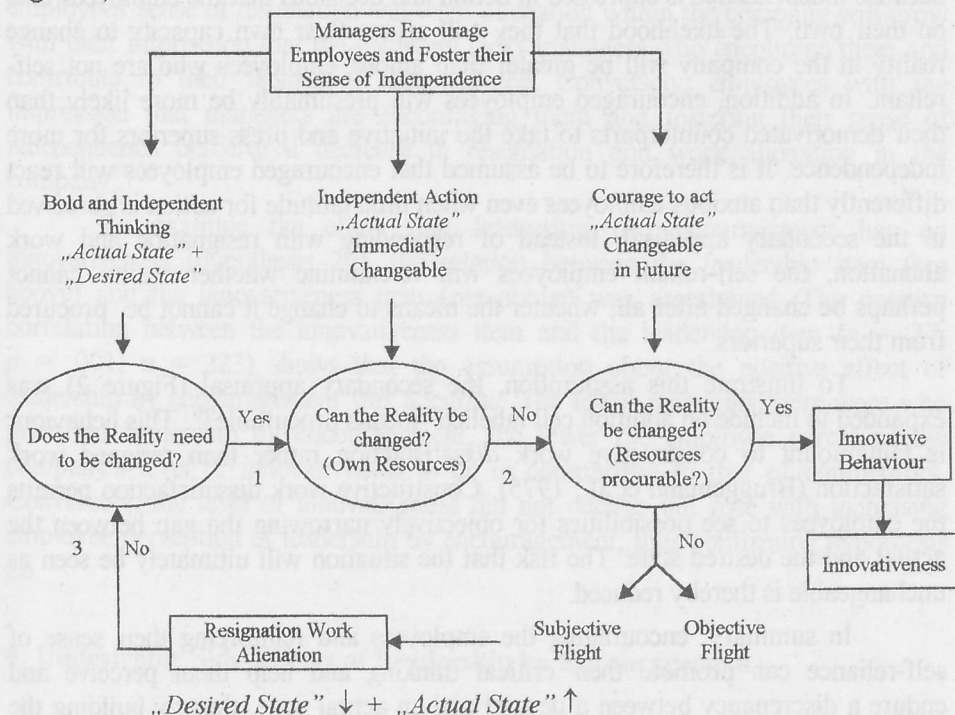 Managers Encourage
Employees and Foster their
Sense of Indenpendence
Bold and Independent
Thinking
„Actual State" ↓
„Desired State" ↑
Independent Action
„Actual State" ↓
Immediatly
Changeable
Courage to act
„Actual State" ↓
Changeable
in Future
Does the Reality need
to be changed?
Yes
1
Can the Reality be
changed?
(Own Resources)
No
2
Can the Reality
be changed?
(Resources
procurable?)
Yes
Innovative
Behaviour
Innovativeness
3 No
No
Resignation Work
Alienation
Subjective
Flight
Objective
Flight
„Desired State" ↓ + „Actual State" ↑